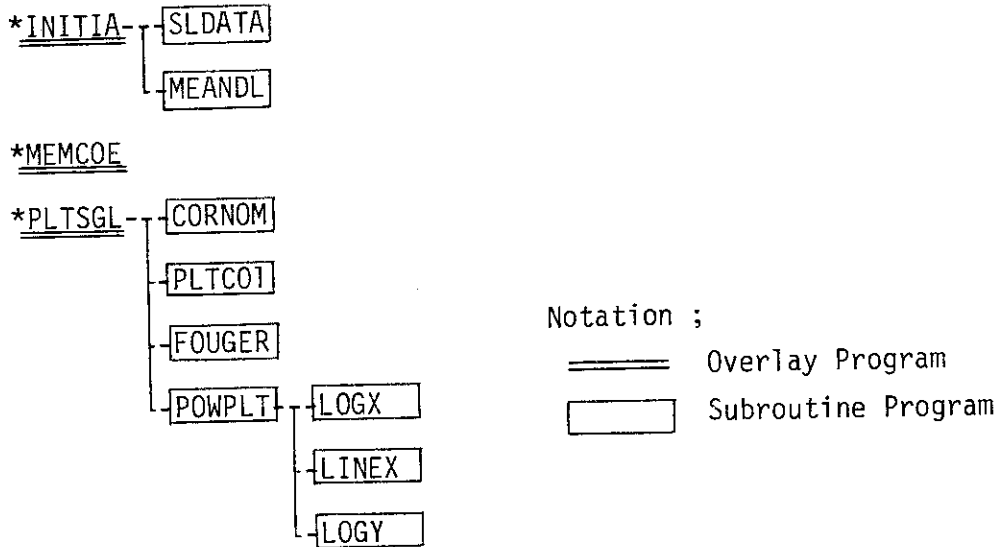 *INITIA
SLDATA
MEANDL
*MEMCOE
*PLTSGL
CORNOM
PLTCO1
FOUGER
POWPLT
LOGX
LINEX
LOGY
Notation ;
Overlay Program
Subroutine Program